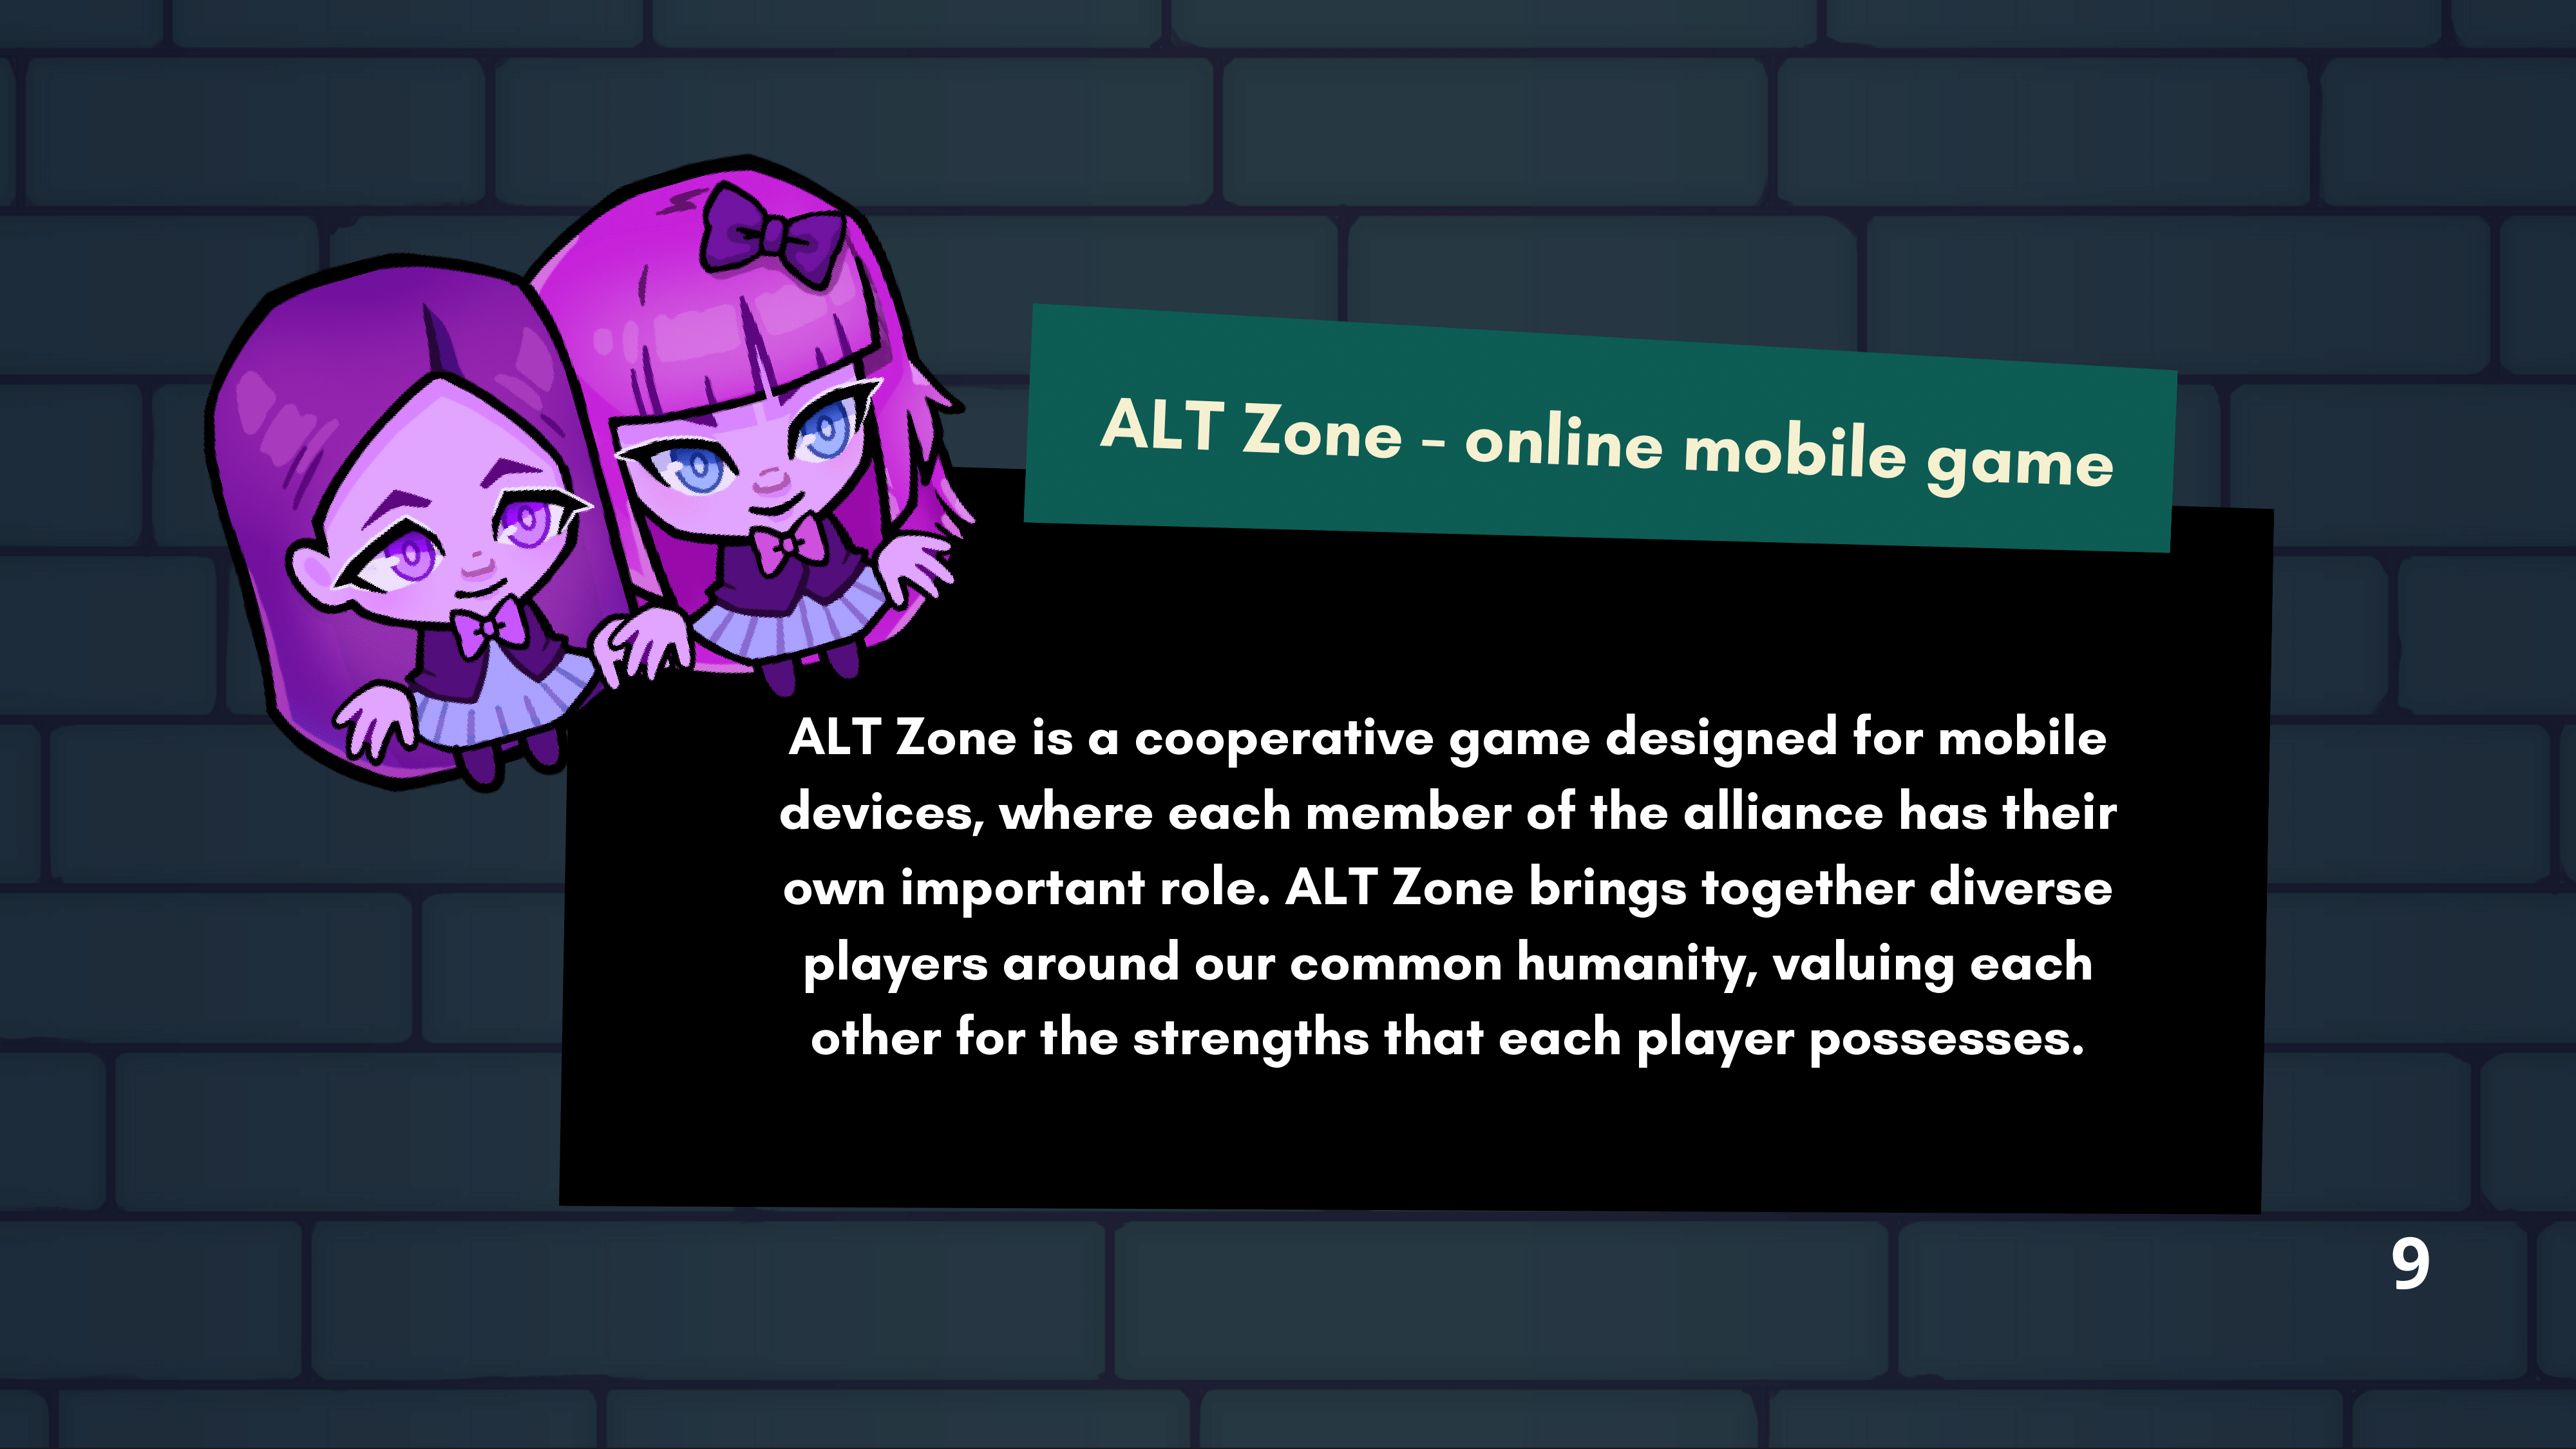 ALT Zone - online mobile game
ALT Zone is a cooperative game designed for mobile
devices, where each member of the alliance has their
own important role. ALT Zone brings together diverse
players around our common humanity, valuing each
other for the strengths that each player possesses.
9